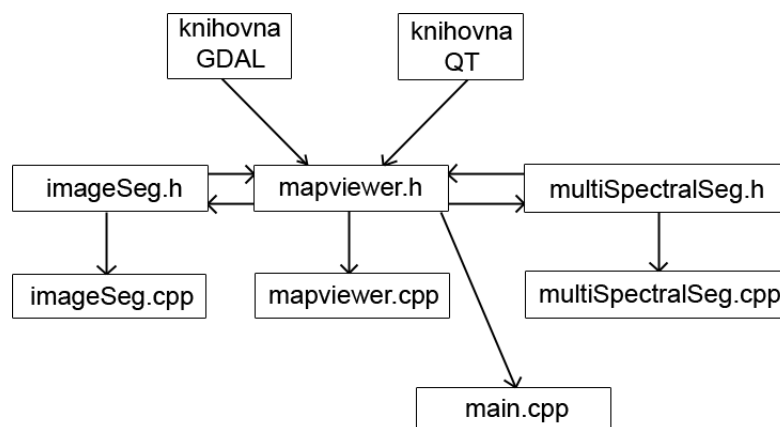 knihovna
GDAL
knihovna
QT
imageSeg.h
mapviewer.h
multiSpectralSeg.h
imageSeg.cpp
mapviewer.cpp
multiSpectralSeg.cpp
main.cpp